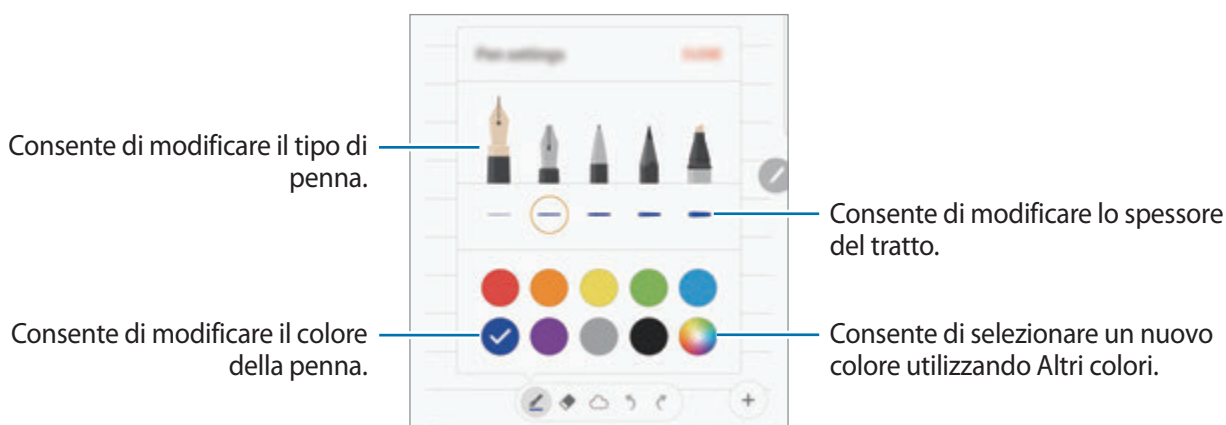 Consente di modificare il tipo di
penna.
Consente di modificare lo spessore
del tratto.
Consente di modificare il colore
della penna.
Consente di selezionare un nuovo
colore utilizzando Altri colori.